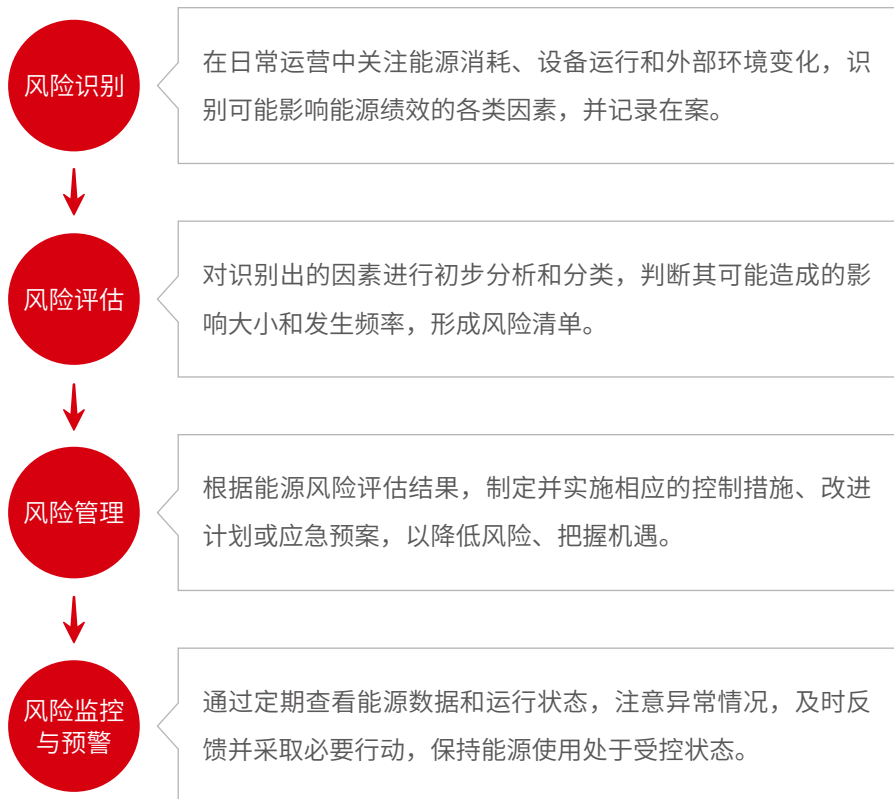 风险识别
在日常运营中关注能源消耗、设备运行和外部环境变化，识
别可能影响能源绩效的各类因素，并记录在案。
风险评估
对识别出的因素进行初步分析和分类，判断其可能造成的影
响大小和发生频率，形成风险清单。
风险管理
根据能源风险评估结果，制定并实施相应的控制措施、改进
计划或应急预案，以降低风险、把握机遇。
风险监控
与预警
通过定期查看能源数据和运行状态，注意异常情况，及时反
馈并采取必要行动，保持能源使用处于受控状态。